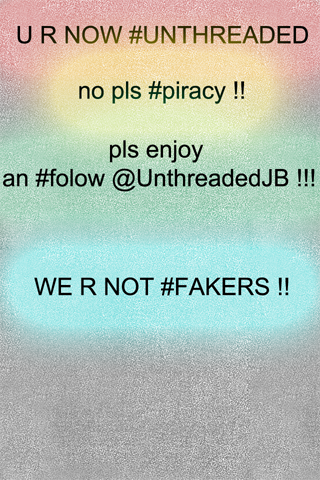 U R NOW #UNTHREADED
no pls #piracy !!
pls enjoy
an #folow @UnthreadedJB !!!
WE R NOT #FAKERS !!